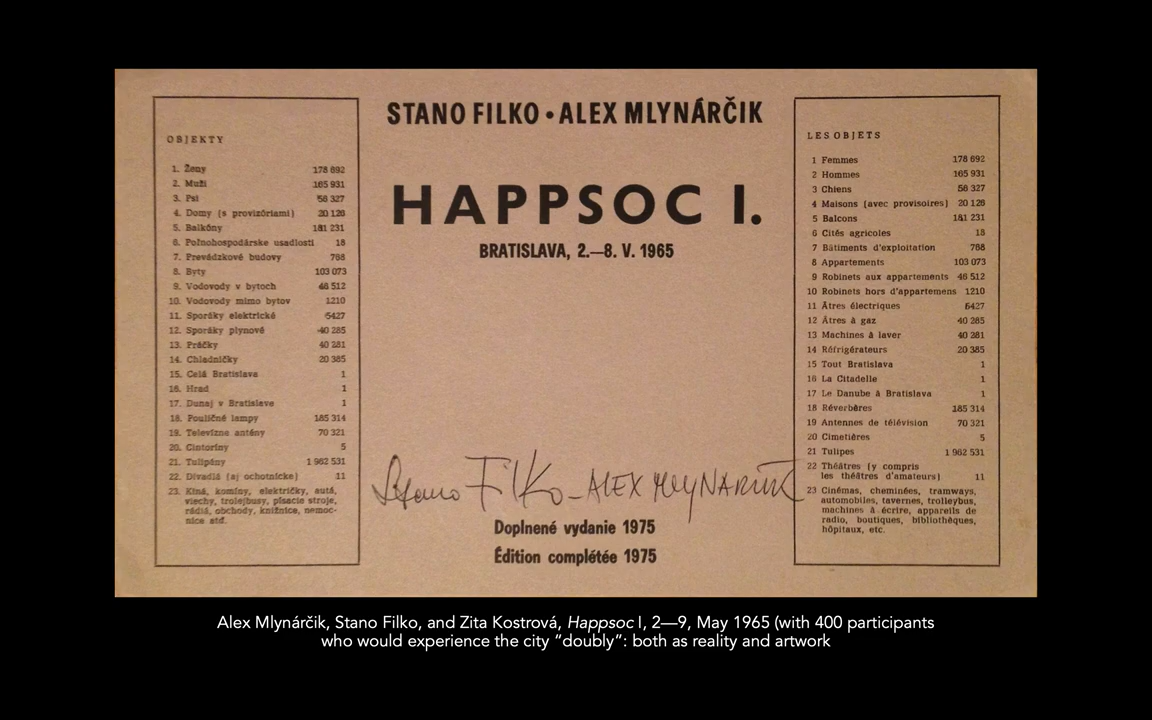 OBJEKTY
1. Ženy 178 692
2. Muži 165 931
3. Psi 58 327
4. Domy (s provizóriami) 20 128
5. Balkóny 181 231
6. Poľnohospodárske usadlosti 18
7. Prevádzkové budovy 768
8. Byty 103 073
9. Vodovody v bytoch 48 512
10. Vodovody mimo bytov 1210
11. Sporáky elektrické 5427
12. Sporáky plynové 40 285
13. Práčky 40 281
14. Chladničky 20 385
15. Celá Bratislava 1
16. Hrad 1
17. Dunaj v Bratislave 1
18. Pouličné lampy 185 314
19. Televízne antény 70 321
20. Cintoríny 5
21. Tulipány 1 962 531
22. Divadlá (aj ochotnícke) 11
23. Kiná, komíny, električky, autá,
viechy, trolejbusy, písacie stroje,
rádiá, obchody, knižnice, nemoc-
nice atď.
STANO FILKO • ALEX MLYNÁRČIK
HAPPSOC I.
BRATISLAVA, 2.—8. V. 1965
Stano Filko – ALEX MLYNÁRČIK
Doplnené vydanie 1975
Édition complétée 1975
LES OBJETS
1 Femmes 178 692
2 Hommes 165 931
3 Chiens 58 327
4 Maisons (avec provisoires) 20 128
5 Balcons 181 231
6 Cités agricoles 18
7 Bâtiments d'exploitation 768
8 Appartements 103 073
9 Robinets aux appartements 48 512
10 Robinets hors d'appartemens 1210
11 Âtres électriques 5427
12 Âtres à gaz 40 285
13 Machines à laver 40 281
14 Réfrigérateurs 20 385
15 Tout Bratislava 1
16 La Citadelle 1
17 Le Danube à Bratislava 1
18 Réverbères 185 314
19 Antennes de télévision 70 321
20 Cimetières 5
21 Tulipes 1 962 531
22 Théâtres (y compris
les théâtres d'amateurs) 11
23 Cinémas, cheminées, tramways,
automobiles, tavernes, trolleybus,
machines à écrire, appareils de
radio, boutiques, bibliothèques,
hôpitaux, etc.
Alex Mlynárčik, Stano Filko, and Zita Kostrová, Happsoc I, 2—9, May 1965 (with 400 participants
who would experience the city “doubly”: both as reality and artwork